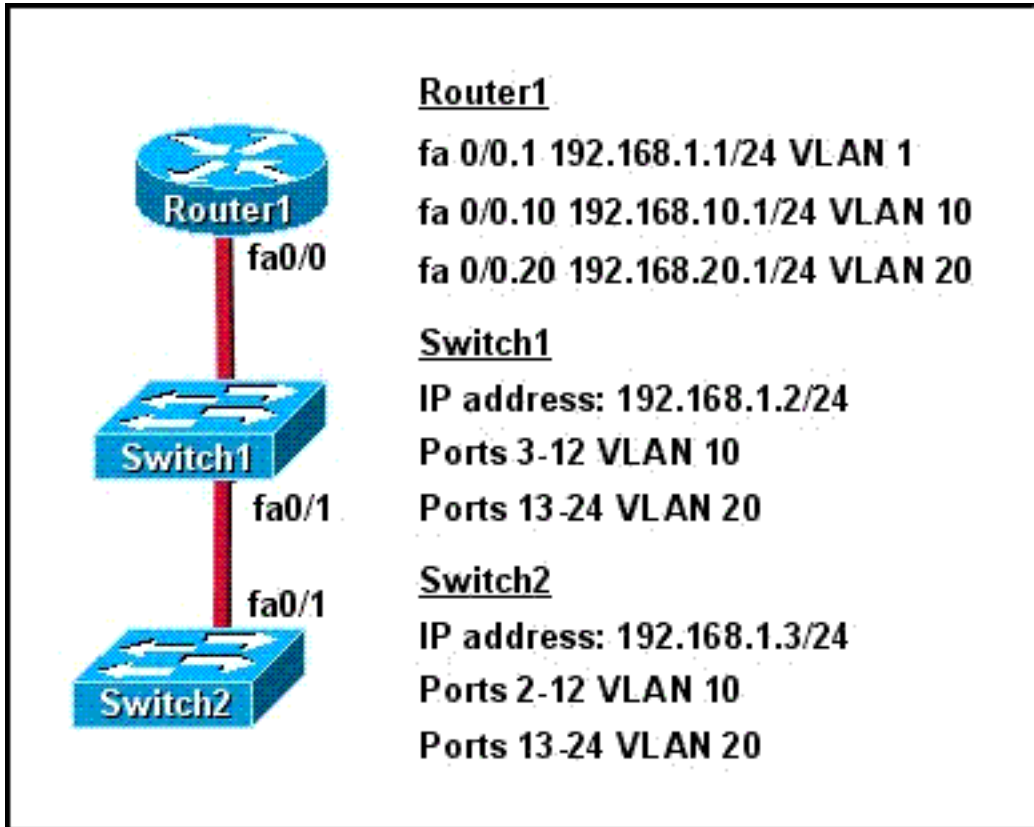 Router1
fa 0/0.1 192.168.1.1/24 VLAN 1
fa 0/0.10 192.168.10.1/24 VLAN 10
fa 0/0.20 192.168.20.1/24 VLAN 20
Router1
fa0/0
Switch1
IP address: 192.168.1.2/24
Ports 3-12 VLAN 10
Ports 13-24 VLAN 20
Switch1
fa0/1
Switch2
IP address: 192.168.1.3/24
Ports 2-12 VLAN 10
Ports 13-24 VLAN 20
fa0/1
Switch2